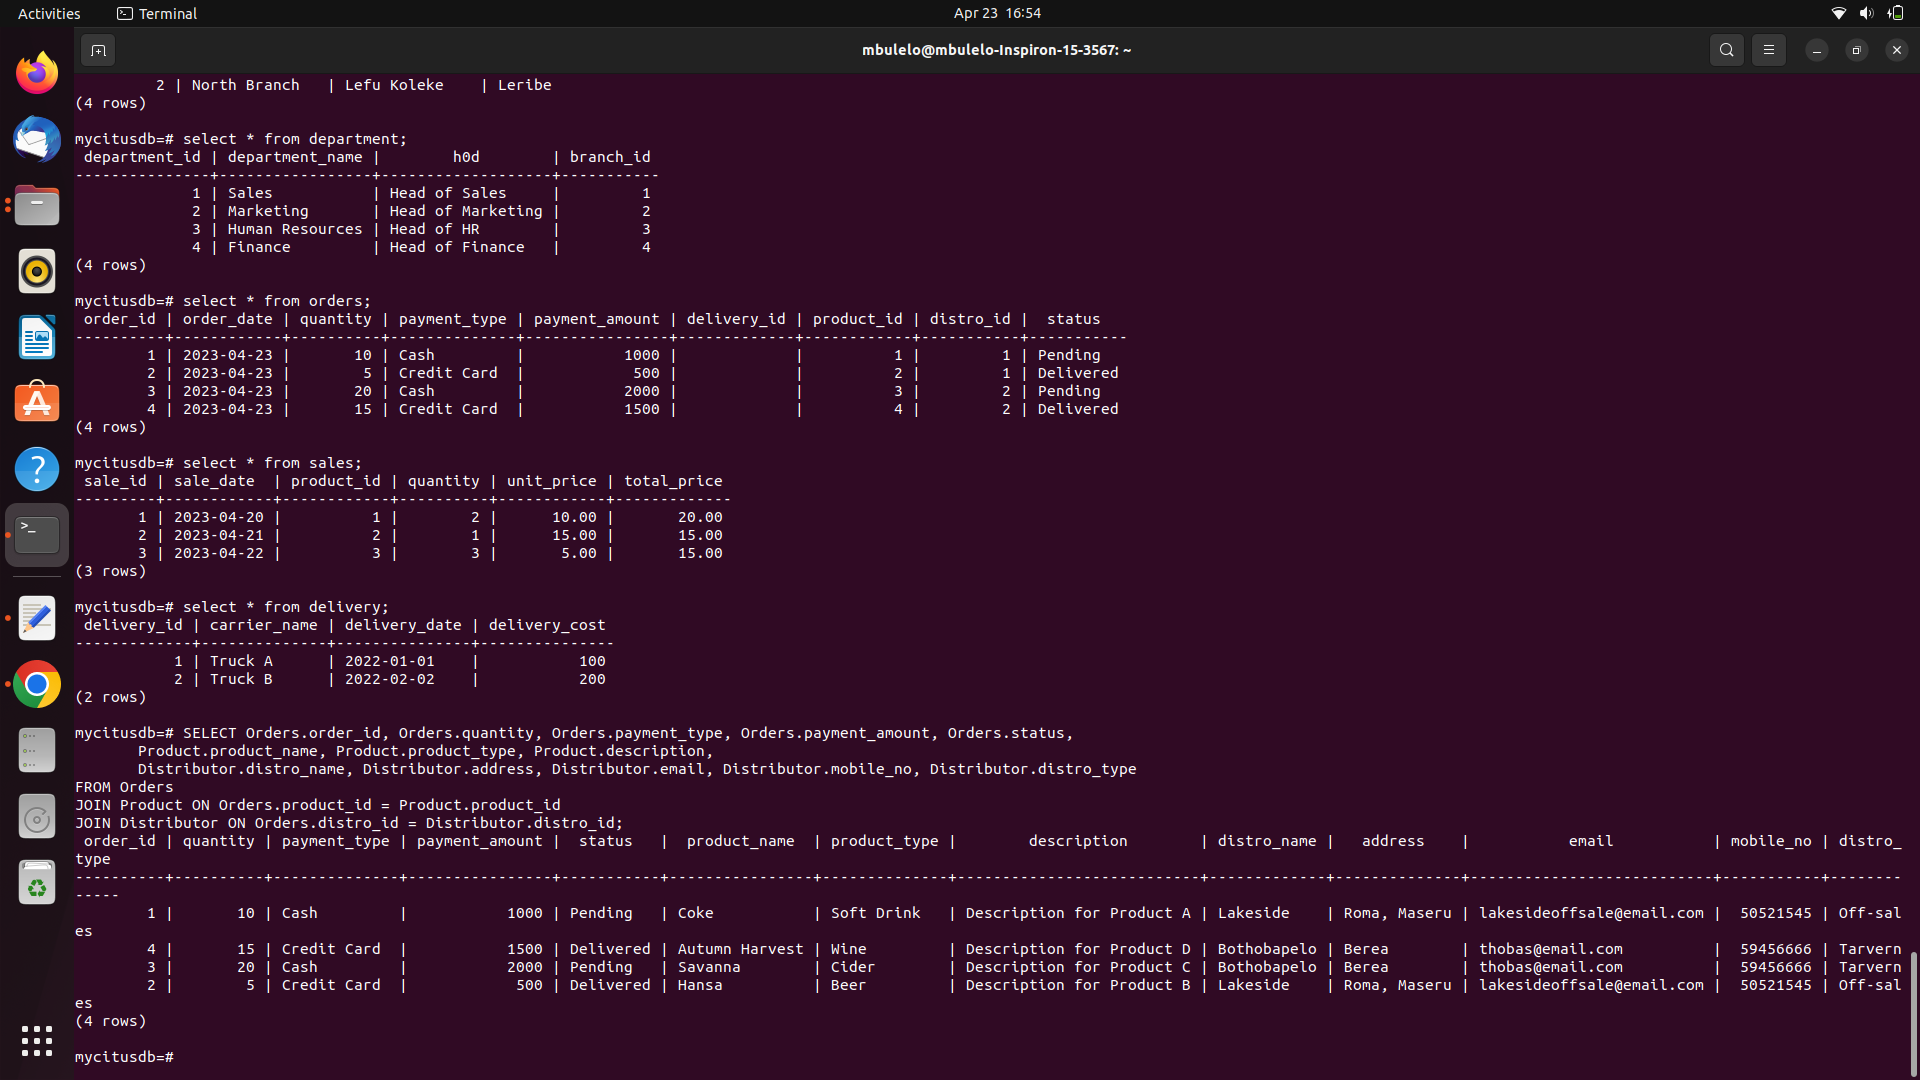 Activities
Terminal
Apr 23 16:54
mbulelo@mbulelo-Inspiron-15-3567: ~
            2 | North Branch   | Lefu Koleke    | Leribe
(4 rows)
mycitusdb=# select * from department;
 department_id | department_name |        h0d        | branch_id
---------------+-----------------+-------------------+-----------
             1 | Sales           | Head of Sales     |         1
             2 | Marketing       | Head of Marketing |         2
             3 | Human Resources | Head of HR        |         3
             4 | Finance         | Head of Finance   |         4
(4 rows)
mycitusdb=# select * from orders;
 order_id | order_date | quantity | payment_type | payment_amount | delivery_id | product_id | distro_id |  status
----------+------------+----------+--------------+----------------+-------------+------------+-----------+-----------
        1 | 2023-04-23 |       10 | Cash         |           1000 |             |          1 |         1 | Pending
        2 | 2023-04-23 |        5 | Credit Card  |            500 |             |          2 |         1 | Delivered
        3 | 2023-04-23 |       20 | Cash         |           2000 |             |          3 |         2 | Pending
        4 | 2023-04-23 |       15 | Credit Card  |           1500 |             |          4 |         2 | Delivered
(4 rows)
mycitusdb=# select * from sales;
 sale_id | sale_date  | product_id | quantity | unit_price | total_price
---------+------------+------------+----------+------------+-------------
       1 | 2023-04-20 |          1 |        2 |      10.00 |       20.00
       2 | 2023-04-21 |          2 |        1 |      15.00 |       15.00
       3 | 2023-04-22 |          3 |        3 |       5.00 |       15.00
(3 rows)
mycitusdb=# select * from delivery;
 delivery_id | carrier_name | delivery_date | delivery_cost
-------------+--------------+---------------+---------------
           1 | Truck A      | 2022-01-01    |           100
           2 | Truck B      | 2022-02-02    |           200
(2 rows)
mycitusdb=# SELECT Orders.order_id, Orders.quantity, Orders.payment_type, Orders.payment_amount, Orders.status,
       Product.product_name, Product.product_type, Product.description,
       Distributor.distro_name, Distributor.address, Distributor.email, Distributor.mobile_no, Distributor.distro_type
FROM Orders
JOIN Product ON Orders.product_id = Product.product_id
JOIN Distributor ON Orders.distro_id = Distributor.distro_id;
 order_id | quantity | payment_type | payment_amount |  status   |  product_name  | product_type |        description        | distro_name |   address    |           email           | mobile_no | distro_
type
----------+----------+--------------+----------------+-----------+----------------+--------------+---------------------------+-------------+--------------+---------------------------+-----------+--------
-----
        1 |       10 | Cash         |           1000 | Pending   | Coke           | Soft Drink   | Description for Product A | Lakeside    | Roma, Maseru | lakesideoffsale@email.com |  50521545 | Off-sal
es
        4 |       15 | Credit Card  |           1500 | Delivered | Autumn Harvest | Wine         | Description for Product D | Bothobapelo | Berea        | thobas@email.com          |  59456666 | Tarvern
        3 |       20 | Cash         |           2000 | Pending   | Savanna        | Cider        | Description for Product C | Bothobapelo | Berea        | thobas@email.com          |  59456666 | Tarvern
        2 |        5 | Credit Card  |            500 | Delivered | Hansa          | Beer         | Description for Product B | Lakeside    | Roma, Maseru | lakesideoffsale@email.com |  50521545 | Off-sal
es
(4 rows)
mycitusdb=#